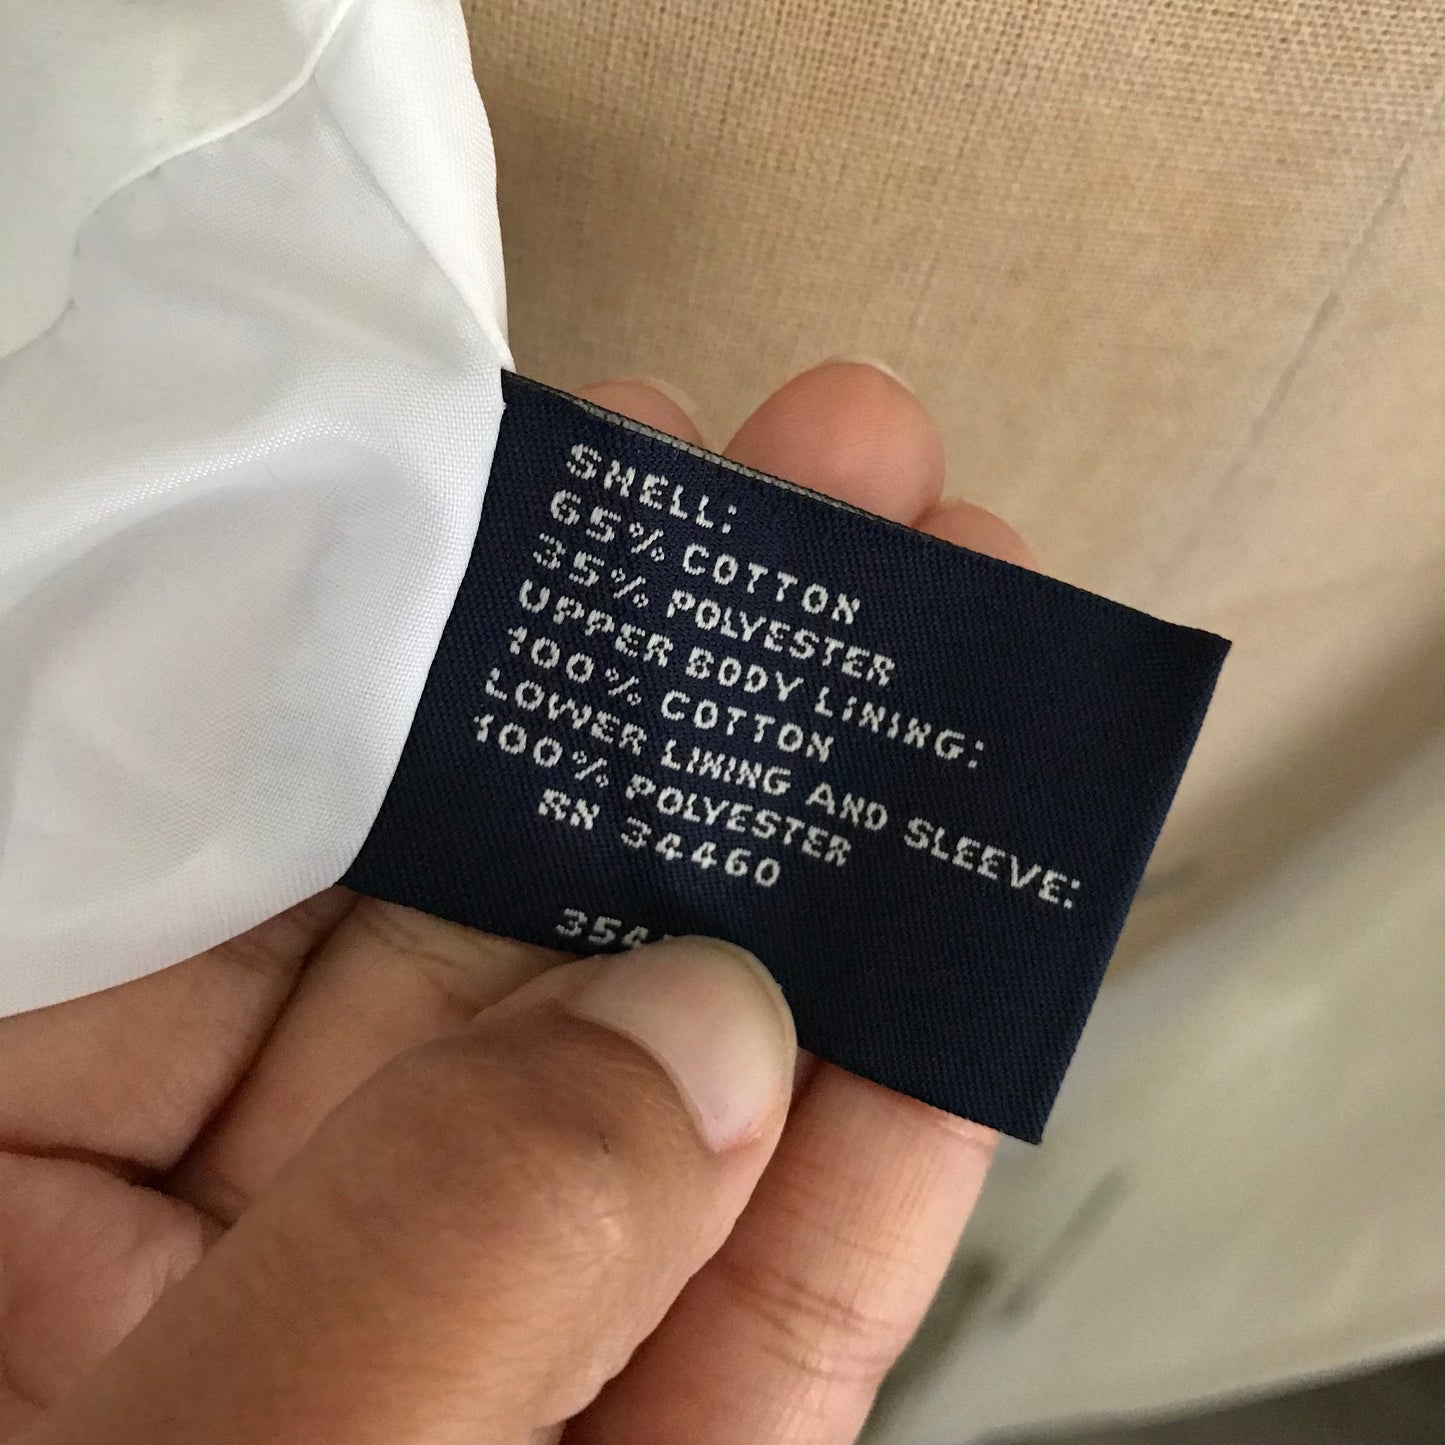 SHELL:
65% COTTON
35% POLYESTER
UPPER BODY LINING:
100% COTTON
LOWER LINING AND SLEEVE:
100% POLYESTER
RN 34460